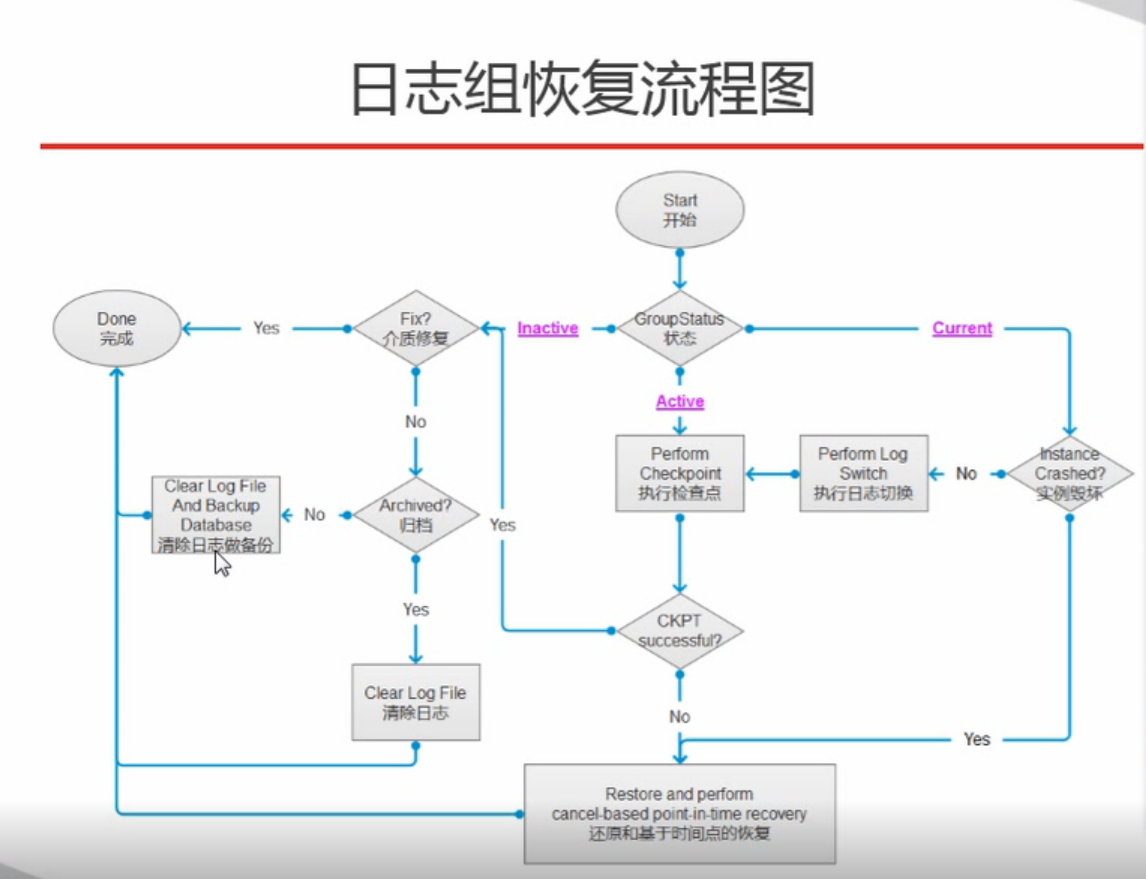 日志组恢复流程图
Start
开始
GroupStatus
状态
Inactive
Current
Active
Fix?
介质修复
Yes
Done
完成
No
Archived?
归档
No
Clear Log File
And Backup
Database
清除日志做备份
Yes
Clear Log File
清除日志
Perform
Checkpoint
执行检查点
Perform Log
Switch
执行日志切换
No
Instance
Crashed?
实例毁坏
Yes
CKPT
successful?
No
Yes
Restore and perform
cancel-based point-in-time recovery
还原和基于时间点的恢复